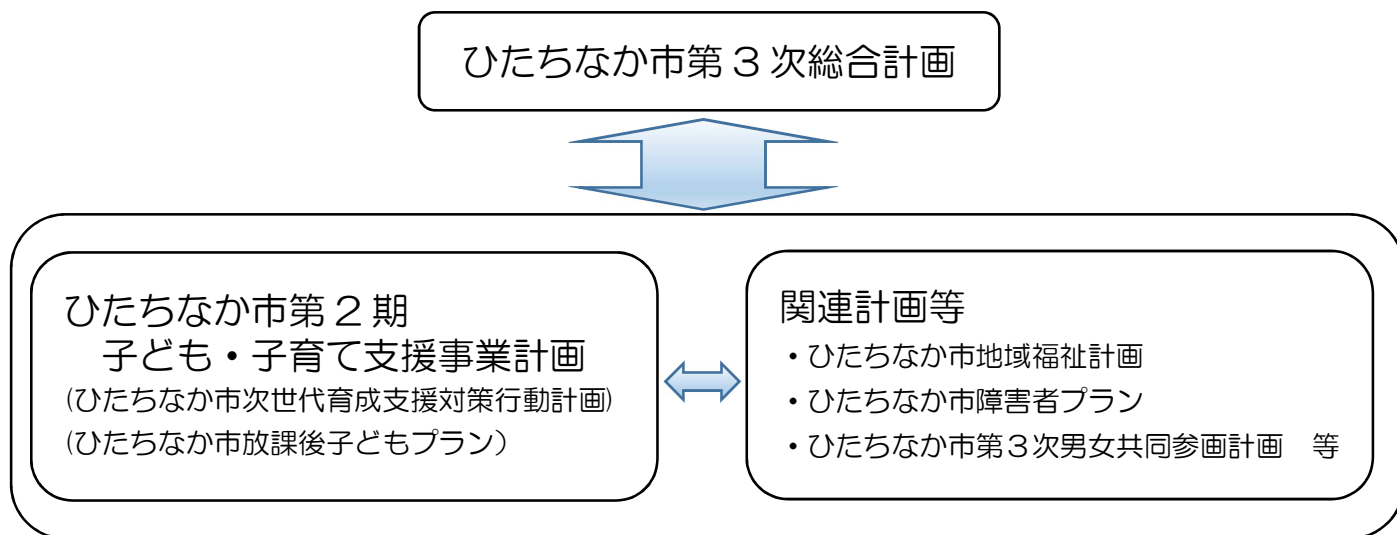 ひたちなか市第３次総合計画
ひたちなか市第２期
子ども・子育て支援事業計画
(ひたちなか市次世代育成支援対策行動計画)
(ひたちなか市放課後子どもプラン）
関連計画等
・ひたちなか市地域福祉計画
・ひたちなか市障害者プラン
・ひたちなか市第３次男女共同参画計画　等